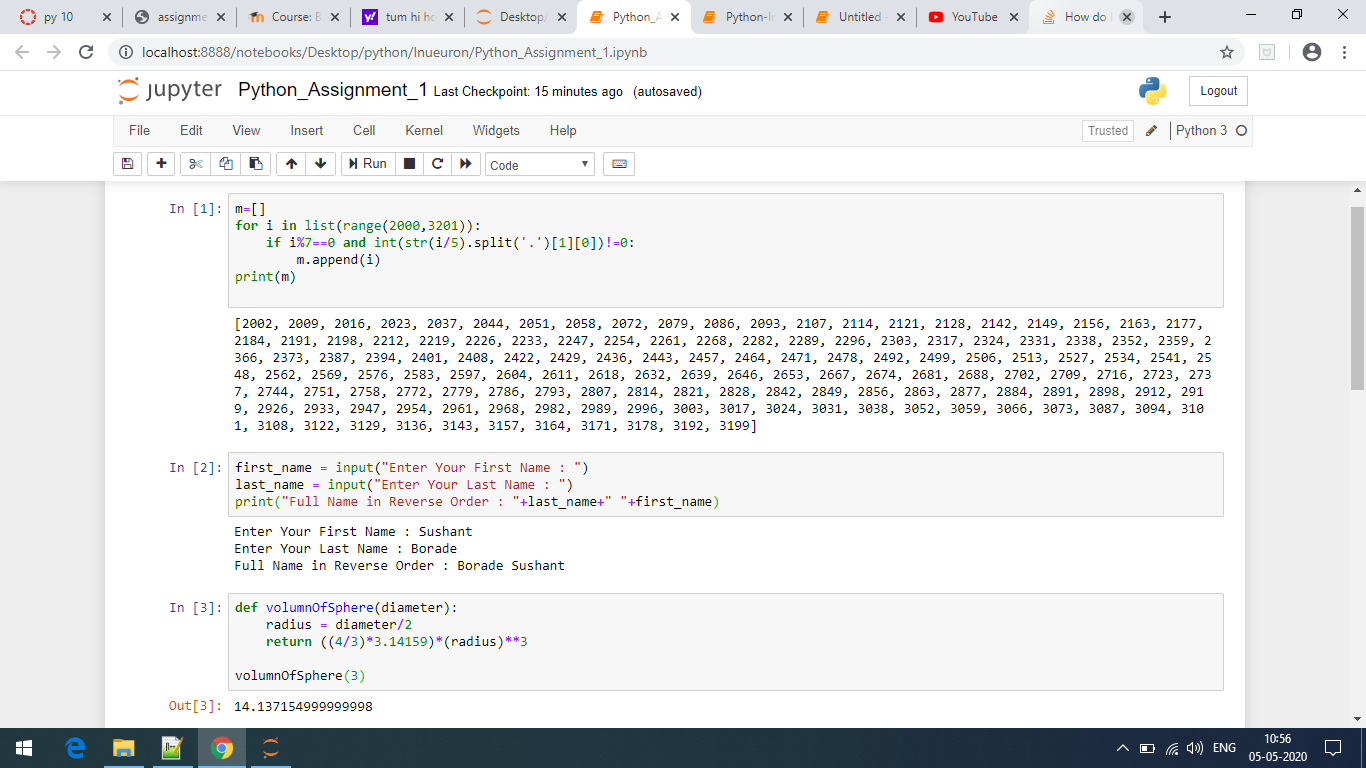 py 10
assignme
Course: B
tum hi ho
Desktop/
Python_A
Python-In
Untitled
YouTube
How do I
localhost:8888/notebooks/Desktop/python/Inueuron/Python_Assignment_1.ipynb
jupyter Python_Assignment_1 Last Checkpoint: 15 minutes ago (autosaved)
Logout
File Edit View Insert Cell Kernel Widgets Help
Trusted Python 3
Run Code
In [1]: m=[]
for i in list(range(2000,3201)):
    if i%7==0 and int(str(i/5).split('.')[1][0])!=0:
        m.append(i)
print(m)
[2002, 2009, 2016, 2023, 2037, 2044, 2051, 2058, 2072, 2079, 2086, 2093, 2107, 2114, 2121, 2128, 2142, 2149, 2156, 2163, 2177,
2184, 2191, 2198, 2212, 2219, 2226, 2233, 2247, 2254, 2261, 2268, 2282, 2289, 2296, 2303, 2317, 2324, 2331, 2338, 2352, 2359, 2
366, 2373, 2387, 2394, 2401, 2408, 2422, 2429, 2436, 2443, 2457, 2464, 2471, 2478, 2492, 2499, 2506, 2513, 2527, 2534, 2541, 25
48, 2562, 2569, 2576, 2583, 2597, 2604, 2611, 2618, 2632, 2639, 2646, 2653, 2667, 2674, 2681, 2688, 2702, 2709, 2716, 2723, 273
7, 2744, 2751, 2758, 2772, 2779, 2786, 2793, 2807, 2814, 2821, 2828, 2842, 2849, 2856, 2863, 2877, 2884, 2891, 2898, 2912, 291
9, 2926, 2933, 2947, 2954, 2961, 2968, 2982, 2989, 2996, 3003, 3017, 3024, 3031, 3038, 3052, 3059, 3066, 3073, 3087, 3094, 310
1, 3108, 3122, 3129, 3136, 3143, 3157, 3164, 3171, 3178, 3192, 3199]
In [2]: first_name = input("Enter Your First Name : ")
last_name = input("Enter Your Last Name : ")
print("Full Name in Reverse Order : "+last_name+" "+first_name)
Enter Your First Name : Sushant
Enter Your Last Name : Borade
Full Name in Reverse Order : Borade Sushant
In [3]: def volumnOfSphere(diameter):
    radius = diameter/2
    return ((4/3)*3.14159)*(radius)**3
volumnOfSphere(3)
Out[3]: 14.137154999999998
ENG
10:56
05-05-2020